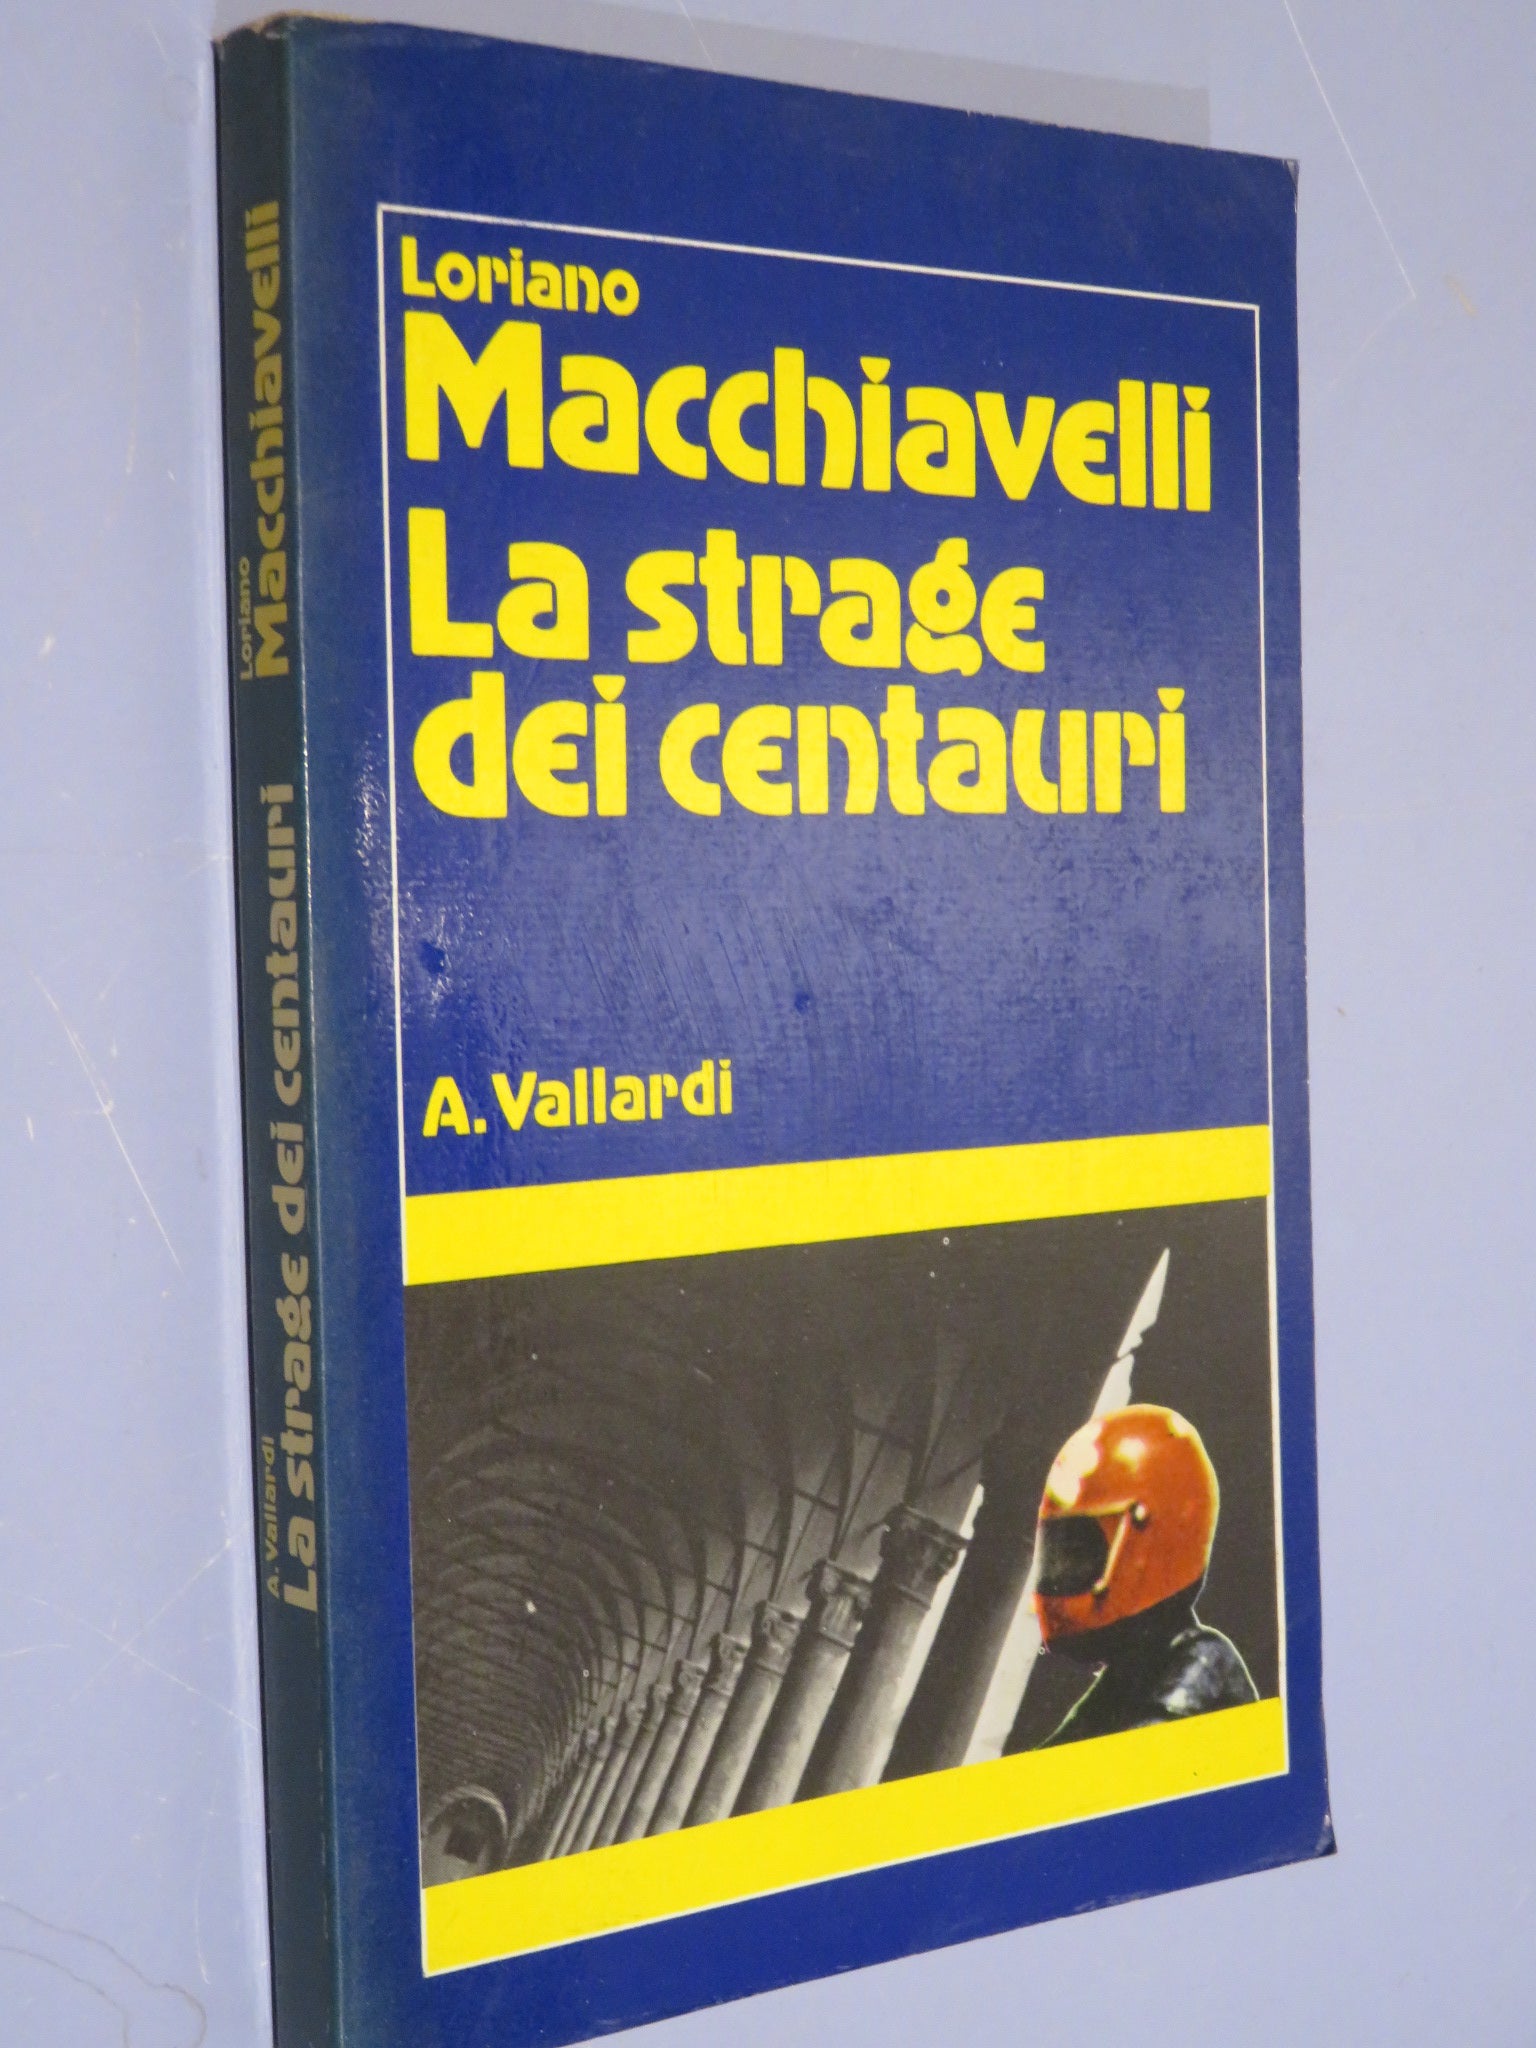 Loriano
Macchiavelli
La strage
dei centauri
A. Vallardi
Loriano
Macchiavelli
A. Vallardi
La strage dei centauri